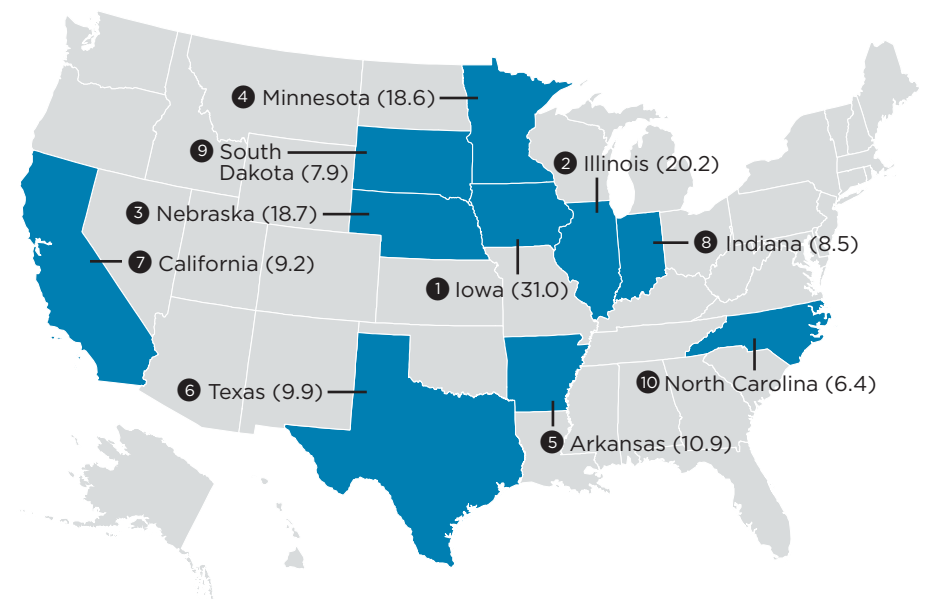 4 Minnesota (18.6)
9 South
Dakota (7.9)
2 Illinois (20.2)
3 Nebraska (18.7)
8 Indiana (8.5)
7 California (9.2)
1 Iowa (31.0)
6 Texas (9.9)
10 North Carolina (6.4)
5 Arkansas (10.9)